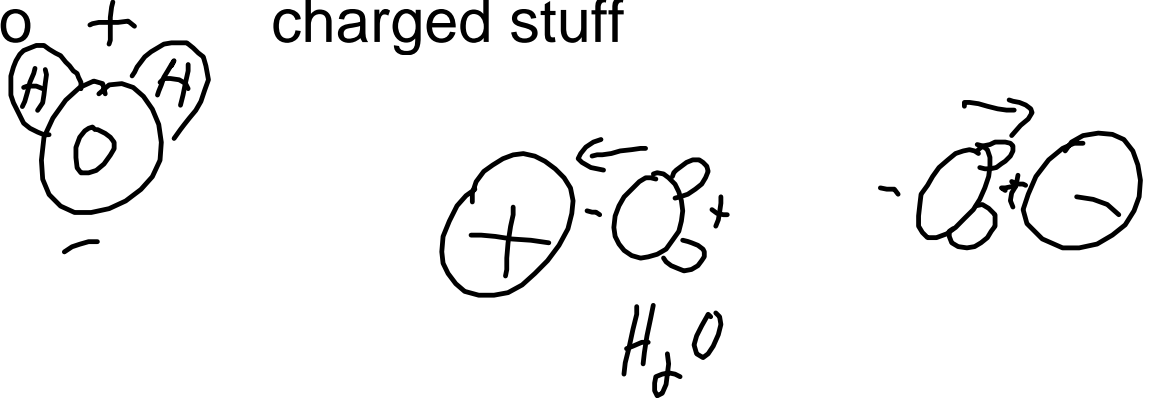 o + charged stuff
H H
O
-
+ - + - + -
H2O